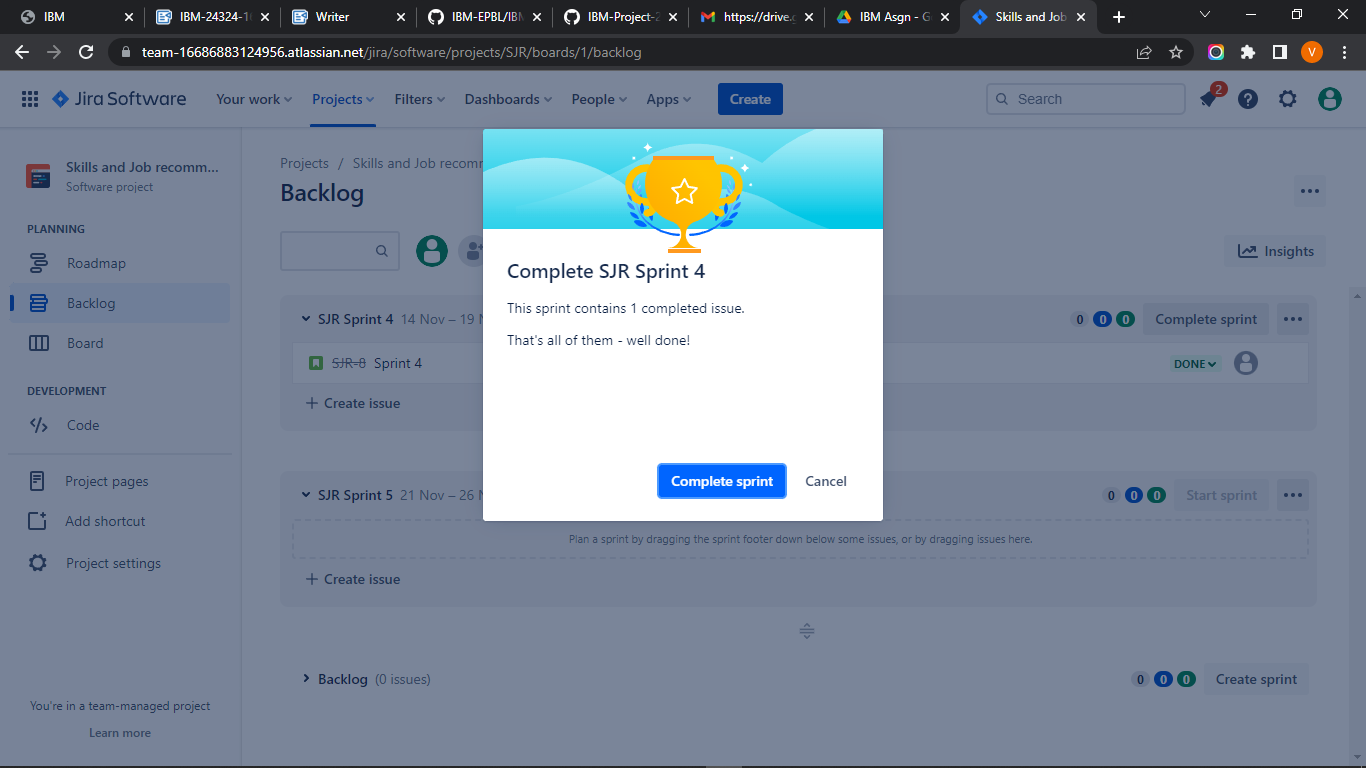 IBM
IBM-24324-1
Writer
IBM-EPBL/IBM
IBM-Project-2
https://drive.g
IBM Asgn - G
Skills and Job
team-16686883124956.atlassian.net/jira/software/projects/SJR/boards/1/backlog
V
Jira Software
Your work
Projects
Filters
Dashboards
People
Apps
Create
Search
2
Skills and Job recomm...
Software project
PLANNING
Roadmap
Backlog
Board
DEVELOPMENT
Code
Project pages
Add shortcut
Project settings
You're in a team-managed project
Learn more
Projects / Skills and Job recomm
Backlog
Insights
SJR Sprint 4 14 Nov – 19 N
0 0 0 Complete sprint
SJR-8 Sprint 4
DONE
+ Create issue
Complete SJR Sprint 4
This sprint contains 1 completed issue.
That's all of them - well done!
Complete sprint
Cancel
SJR Sprint 5 21 Nov – 26 N
0 0 0 Start sprint
Plan a sprint by dragging the sprint footer down below some issues, or by dragging issues here.
+ Create issue
Backlog (0 issues)
0 0 0 Create sprint